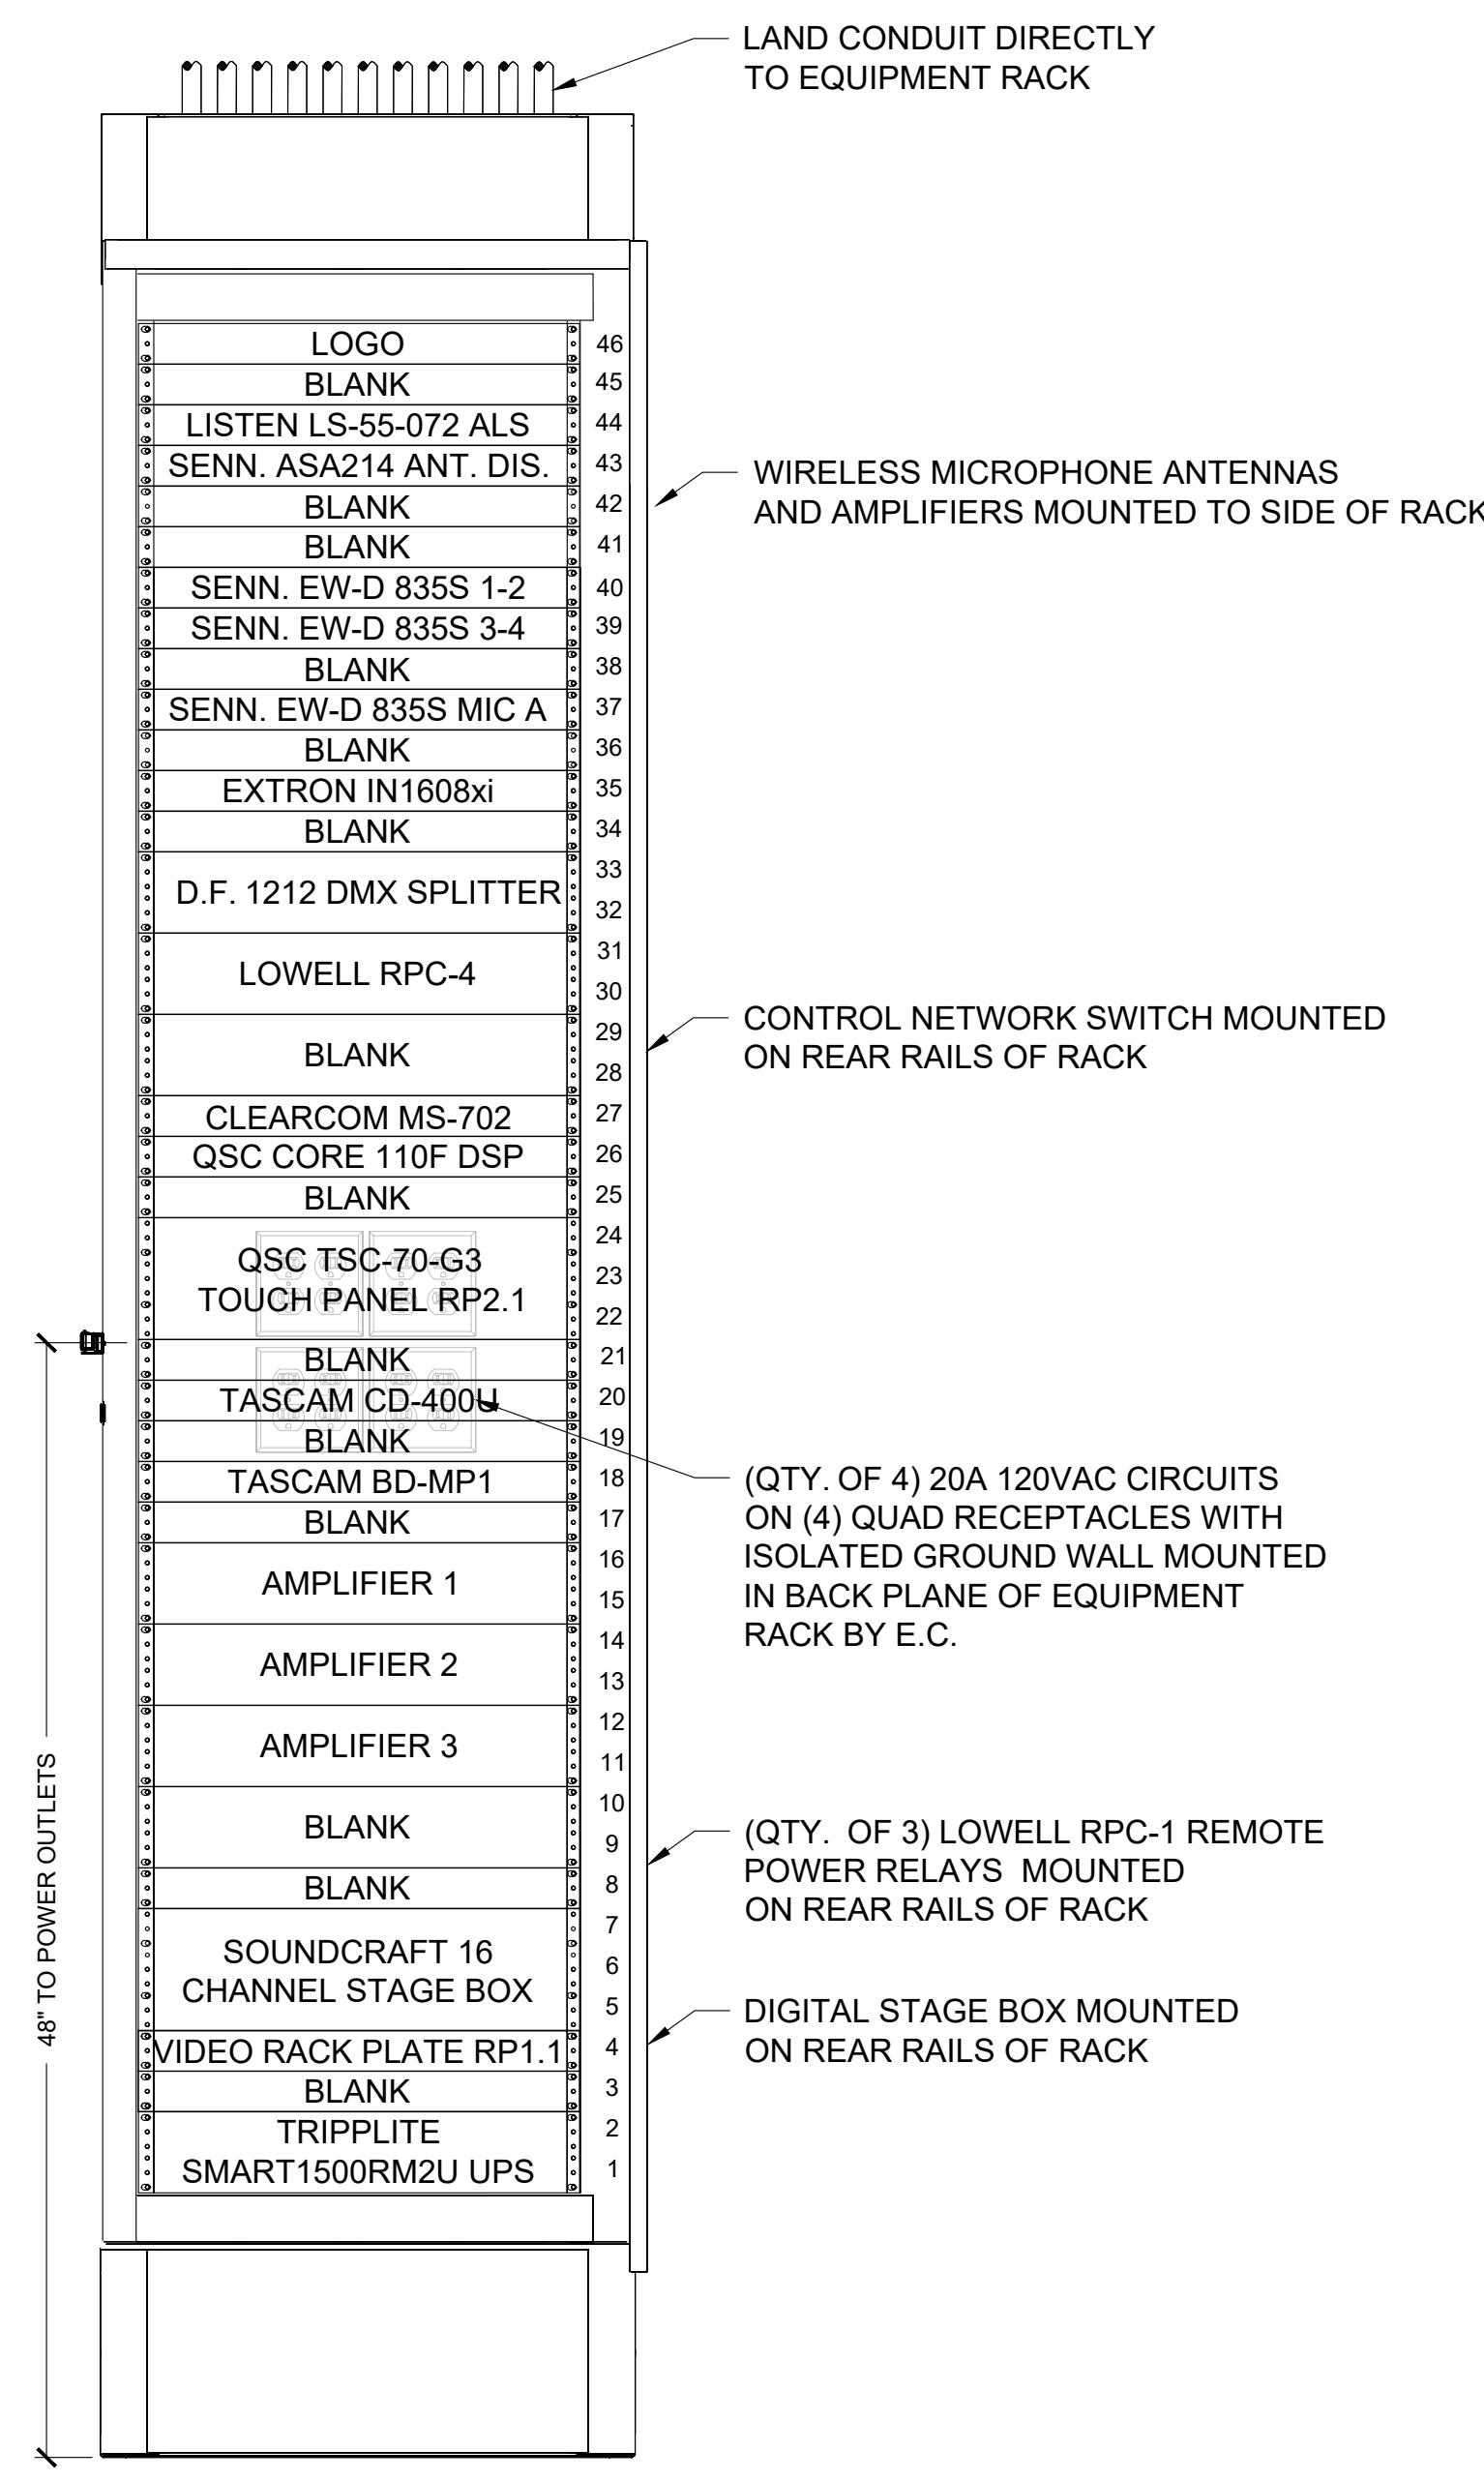 LAND CONDUIT DIRECTLY
TO EQUIPMENT RACK
LOGO 46
BLANK 45
LISTEN LS-55-072 ALS 44
SENN. ASA214 ANT. DIS. 43
WIRELESS MICROPHONE ANTENNAS
AND AMPLIFIERS MOUNTED TO SIDE OF RACK
BLANK 42
BLANK 41
SENN. EW-D 835S 1-2 40
SENN. EW-D 835S 3-4 39
BLANK 38
SENN. EW-D 835S MIC A 37
BLANK 36
EXTRON IN1608xi 35
BLANK 34
33
D.F. 1212 DMX SPLITTER
32
31
LOWELL RPC-4
30
CONTROL NETWORK SWITCH MOUNTED
ON REAR RAILS OF RACK
29
BLANK
28
CLEARCOM MS-702 27
QSC CORE 110F DSP 26
BLANK 25
24
QSC TSC-70-G3
23
TOUCH PANEL RP2.1
22
BLANK 21
TASCAM CD-400U 20
BLANK 19
TASCAM BD-MP1 18
BLANK 17
(QTY. OF 4) 20A 120VAC CIRCUITS
ON (4) QUAD RECEPTACLES WITH
ISOLATED GROUND WALL MOUNTED
IN BACK PLANE OF EQUIPMENT
RACK BY E.C.
16
AMPLIFIER 1
15
14
AMPLIFIER 2
13
12
AMPLIFIER 3
11
10
BLANK
9
BLANK 8
(QTY. OF 3) LOWELL RPC-1 REMOTE
POWER RELAYS MOUNTED
ON REAR RAILS OF RACK
48" TO POWER OUTLETS
7
SOUNDCRAFT 16
6
CHANNEL STAGE BOX
5
DIGITAL STAGE BOX MOUNTED
ON REAR RAILS OF RACK
VIDEO RACK PLATE RP1.1 4
BLANK 3
TRIPPLITE 2
SMART1500RM2U UPS 1